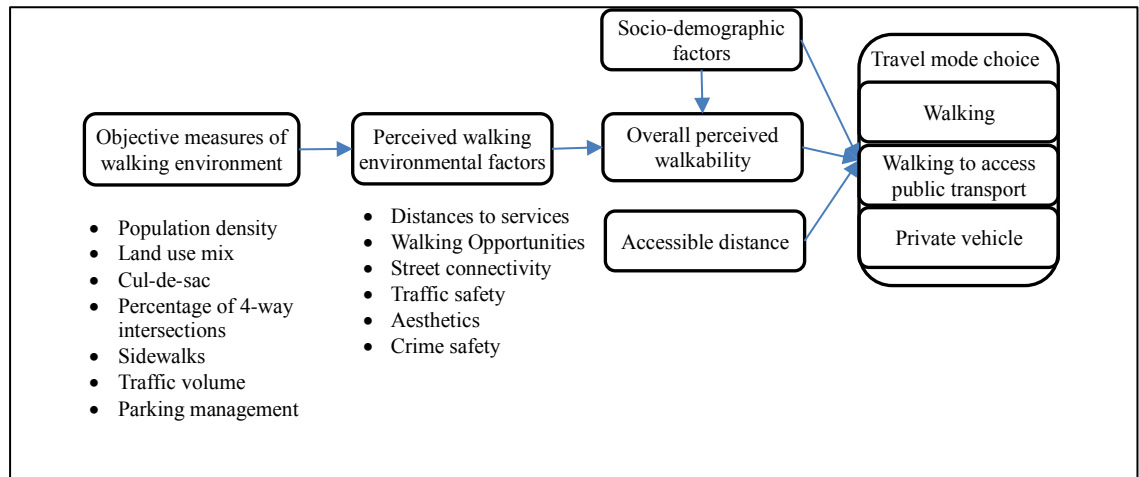 Socio-demographic
factors
Travel mode choice
Objective measures of
walking environment
Perceived walking
environmental factors
Overall perceived
walkability
Walking
Walking to access
public transport
Private vehicle
Accessible distance
• Population density
• Land use mix
• Cul-de-sac
• Percentage of 4-way
intersections
• Sidewalks
• Traffic volume
• Parking management
• Distances to services
• Walking Opportunities
• Street connectivity
• Traffic safety
• Aesthetics
• Crime safety